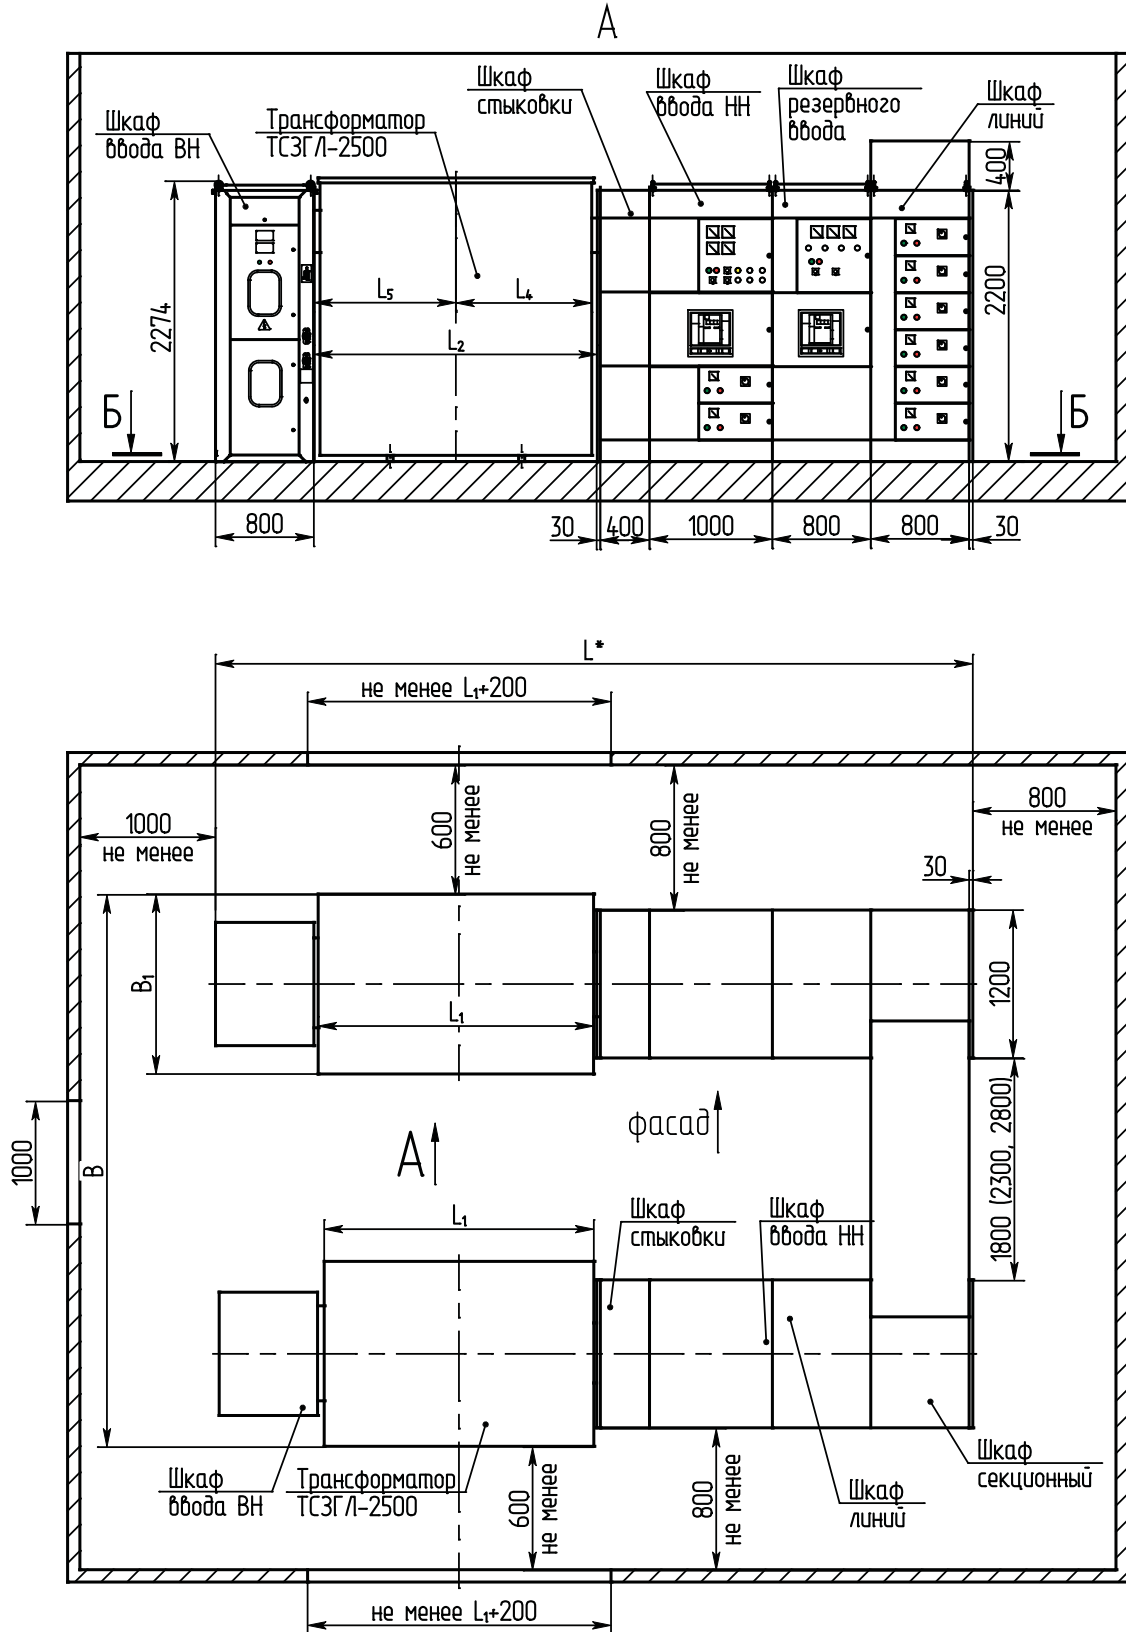 А
Шкаф
стыковки
Шкаф
ввода НН
Шкаф
резервного
ввода
Шкаф
линий
Шкаф
ввода ВН
Трансформатор
ТСЗГЛ-2500
400
2274
L5
L4
L2
2200
Б
Б
800
30
400
1000
800
800
30
L*
не менее L1+200
1000
не менее
600
не менее
800
не менее
800
не менее
30
B1
L1
1200
1000
B
А
фасад
1800 (2300, 2800)
L1
Шкаф
стыковки
Шкаф
ввода НН
Шкаф
ввода ВН
Трансформатор
ТСЗГЛ-2500
600
не менее
800
не менее
Шкаф
линий
Шкаф
секционный
не менее L1+200